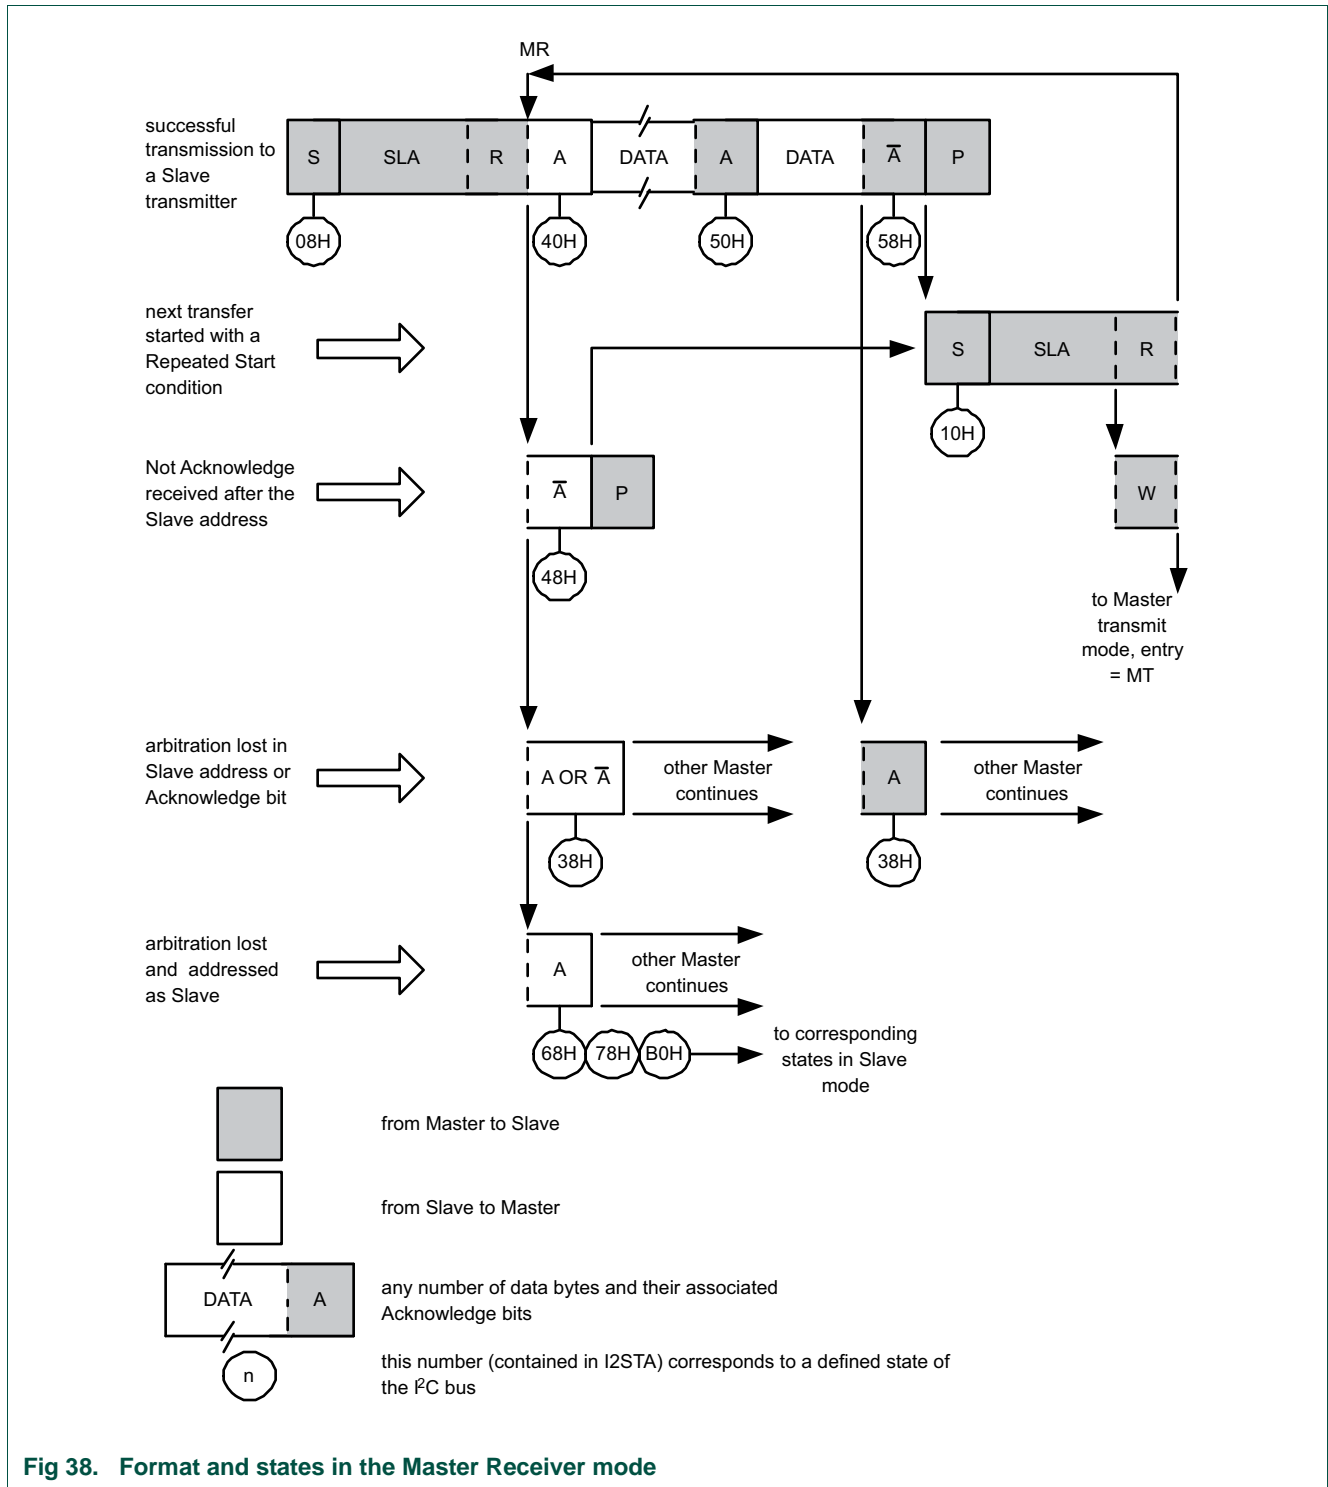 MR
successful
transmission to
a Slave
transmitter
S SLA R A DATA A DATA A̅ P
08H 40H 50H 58H
next transfer
started with a
Repeated Start
condition
S SLA R
10H
Not Acknowledge
received after the
Slave address
A̅ P
W
48H
to Master
transmit
mode, entry
= MT
arbitration lost in
Slave address or
Acknowledge bit
A OR A̅
other Master
continues
A
other Master
continues
38H 38H
arbitration lost
and addressed
as Slave
A
other Master
continues
68H 78H B0H
to corresponding
states in Slave
mode
from Master to Slave
from Slave to Master
DATA A
any number of data bytes and their associated
Acknowledge bits
n
this number (contained in I2STA) corresponds to a defined state of
the I²C bus
Fig 38. Format and states in the Master Receiver mode